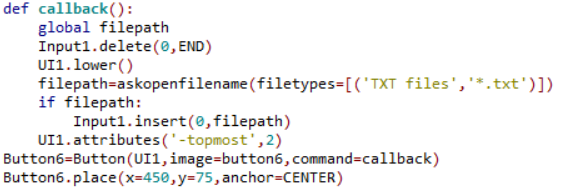 def callback():
    global filepath
    Input1.delete(0,END)
    UI1.lower()
    filepath=askopenfilename(filetypes=[('TXT files','*.txt')])
    if filepath:
        Input1.insert(0,filepath)
    UI1.attributes('-topmost',2)
Button6=Button(UI1,image=button6,command=callback)
Button6.place(x=450,y=75,anchor=CENTER)